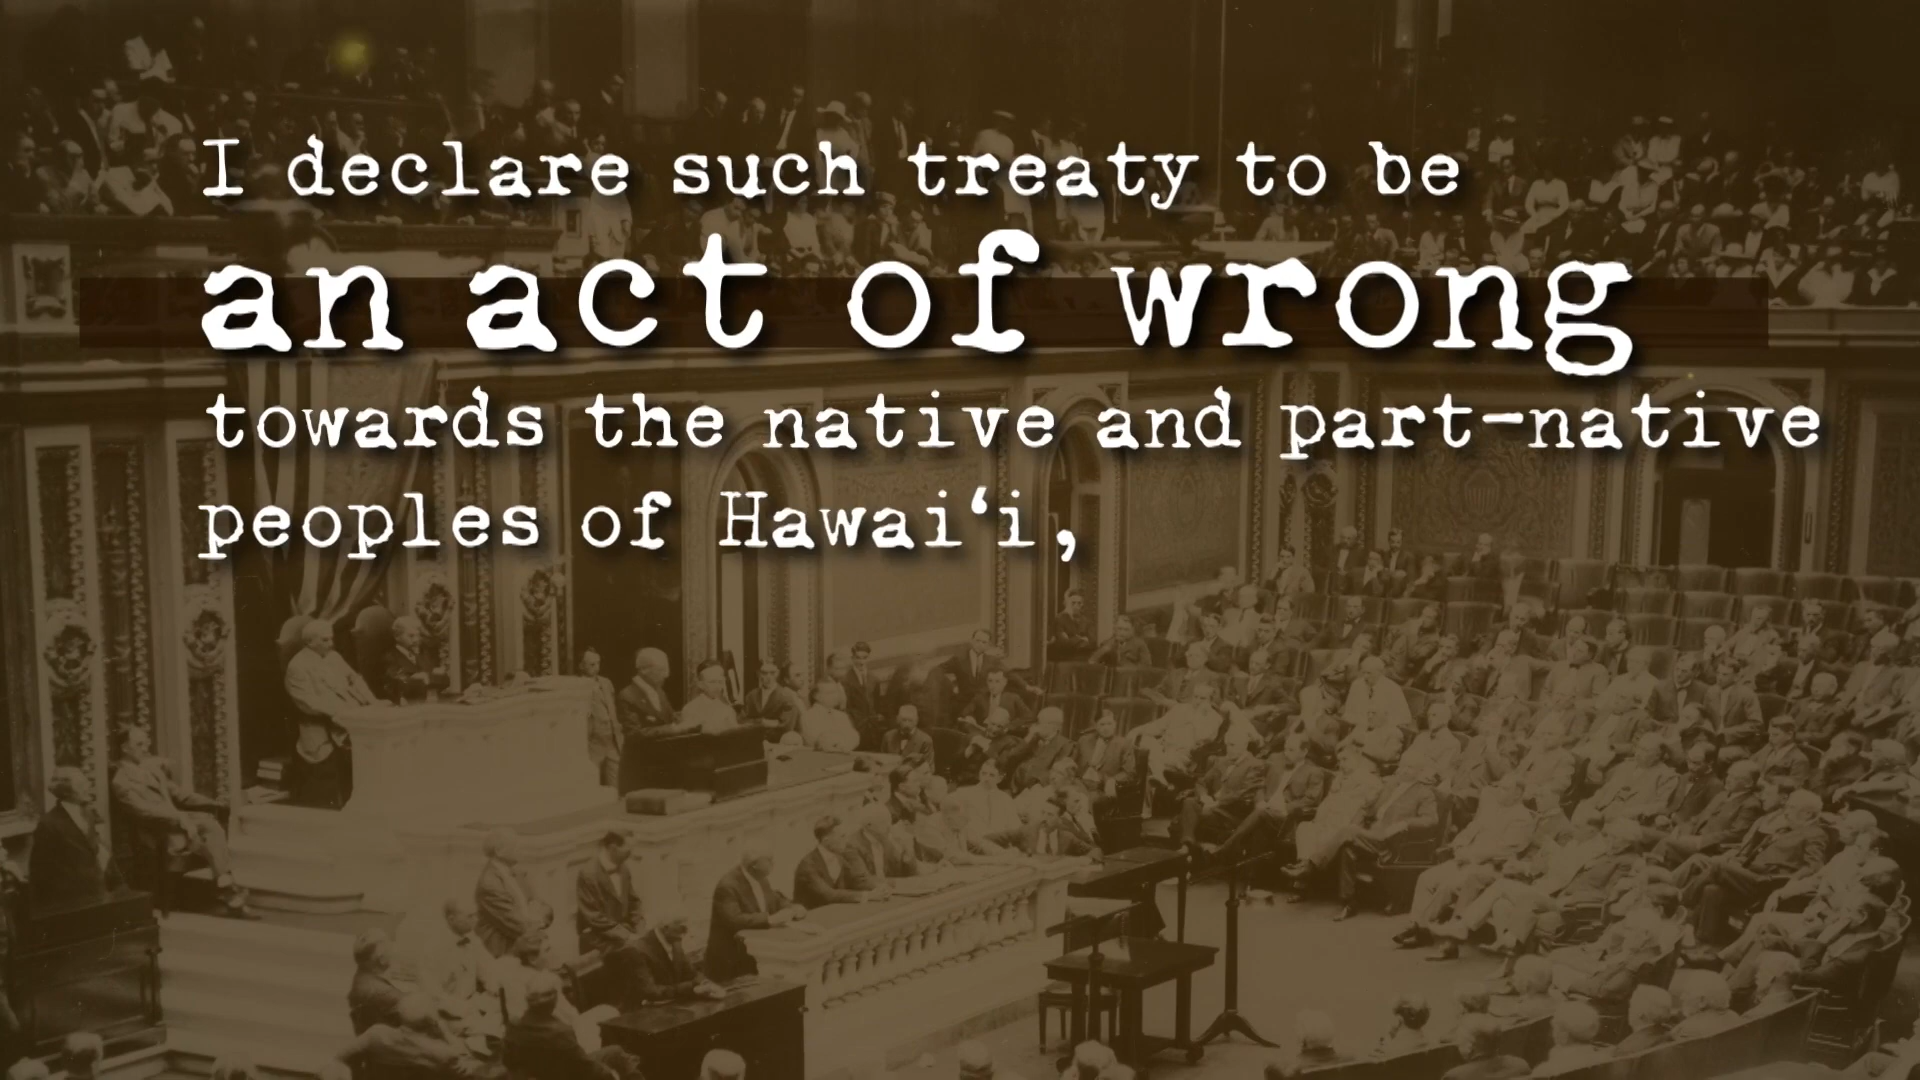 I declare such treaty to be
an act of wrong
towards the native and part-native
peoples of Hawaiʻi,